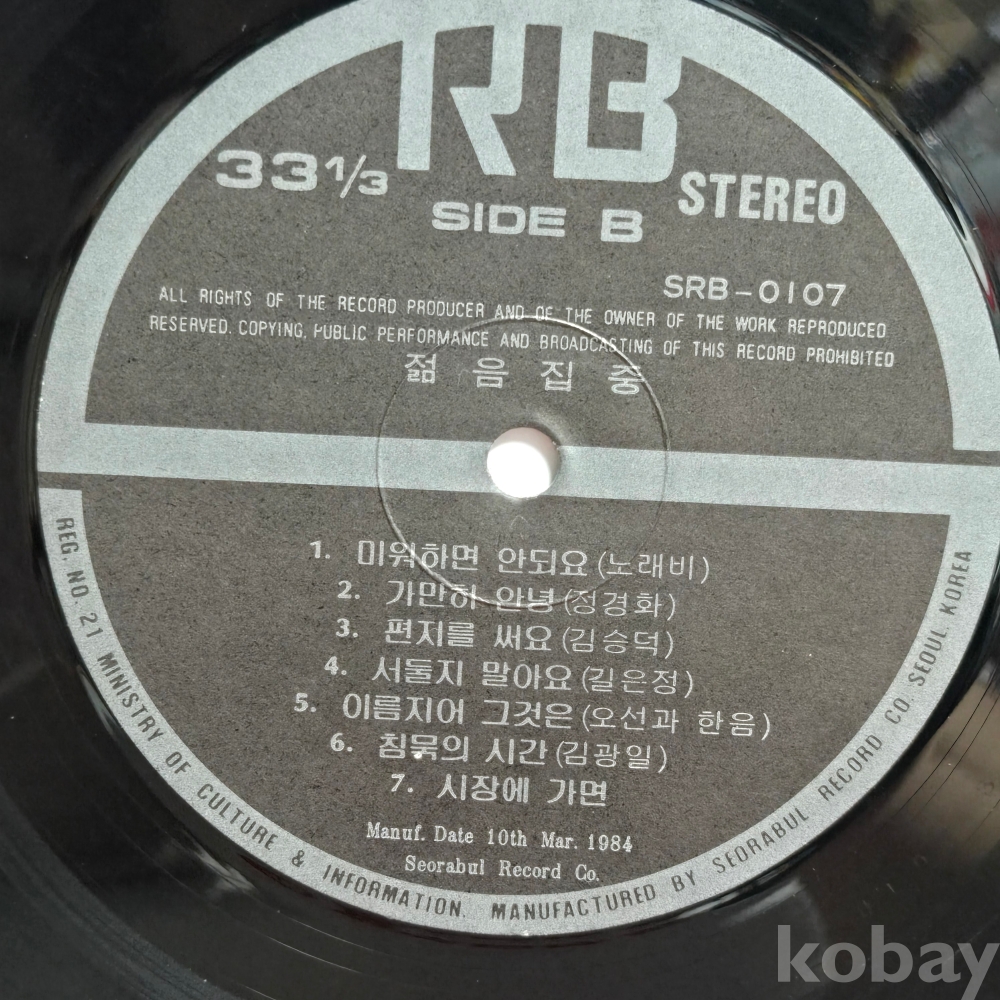 RB
33 1/3
STEREO
SIDE B
SRB-0107
ALL RIGHTS OF THE RECORD PRODUCER AND OF THE OWNER OF THE WORK REPRODUCED
RESERVED. COPYING, PUBLIC PERFORMANCE AND BROADCASTING OF THIS RECORD PROHIBITED
젊음집중
1. 미워하면 안되요 (노래비)
2. 가만히 안녕 (정경화)
3. 편지를 써요 (김승덕)
4. 서둘지 말아요 (길은정)
5. 이름지어 그것은 (오선과 한음)
6. 침묵의 시간 (김광일)
7. 시장에 가면
Manuf. Date 10th Mar. 1984
Seorabul Record Co.
REG. NO. 21 MINISTRY OF CULTURE & INFORMATION. MANUFACTURED BY SEORABUL RECORD CO. SEOUL KOREA
kobay